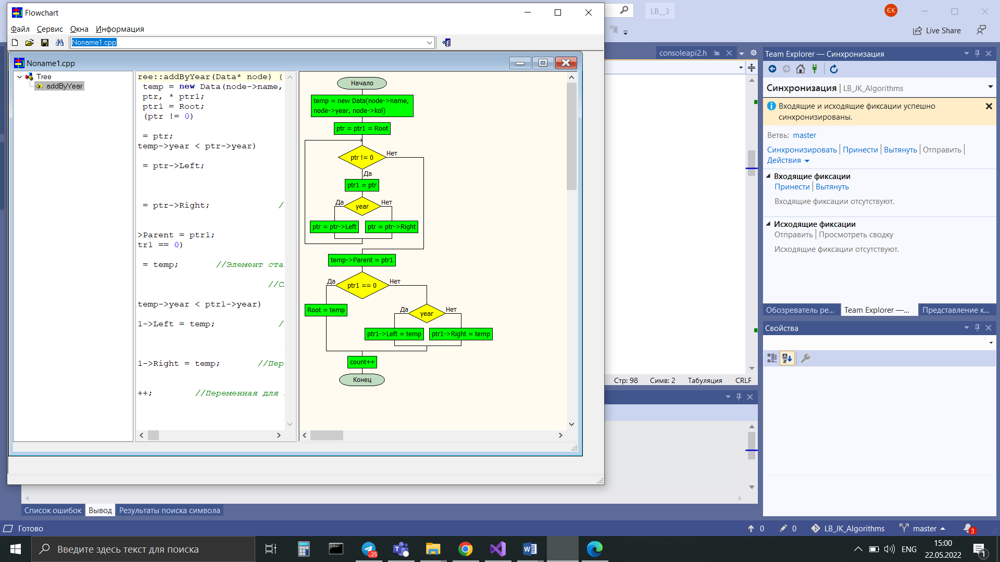 Flowchart
Файл Сервис Окна Информация
Noname1.cpp
Noname1.cpp
Tree
addByYear
ree::addByYear(Data* node) {
temp = new Data(node->name,
ptr, * ptr1;
ptr1 = Root;
(ptr != 0)
= ptr;
temp->year < ptr->year)
= ptr->Left;
= ptr->Right; //
>Parent = ptr1;
tr1 == 0)
= temp; //Элемент ста
//С
temp->year < ptr1->year)
1->Left = temp; //
1->Right = temp; //Пер
++; //Переменная для
Начало
temp = new Data(node->name,
node->year, node->kol)
ptr = ptr1 = Root
ptr != 0
Нет
Да
ptr1 = ptr
Да
year
Нет
ptr = ptr->Left
ptr = ptr->Right
temp->Parent = ptr1
Да
ptr1 == 0
Нет
Root = temp
Да
year
Нет
ptr1->Left = temp
ptr1->Right = temp
count++
Конец
LB__3
ЄК
Live Share
consoleapi2.h
Стр: 98 Симв: 2 Табуляция CRLF
Team Explorer — Синхронизация
Синхронизация | LB_JK_Algorithms
Входящие и исходящие фиксации успешно
синхронизированы.
Ветвь: master
Синхронизировать | Принести | Вытянуть | Отправить |
Действия
Входящие фиксации
Принести | Вытянуть
Входящие фиксации отсутствуют.
Исходящие фиксации
Отправить | Просмотреть сводку
Исходящие фиксации отсутствуют.
Обозреватель ре... Team Explorer —... Представление к...
Свойства
Список ошибок Вывод Результаты поиска символа
Готово
0 0 LB_JK_Algorithms master 3
Введите здесь текст для поиска
..25
ENG
15:00
22.05.2022
1